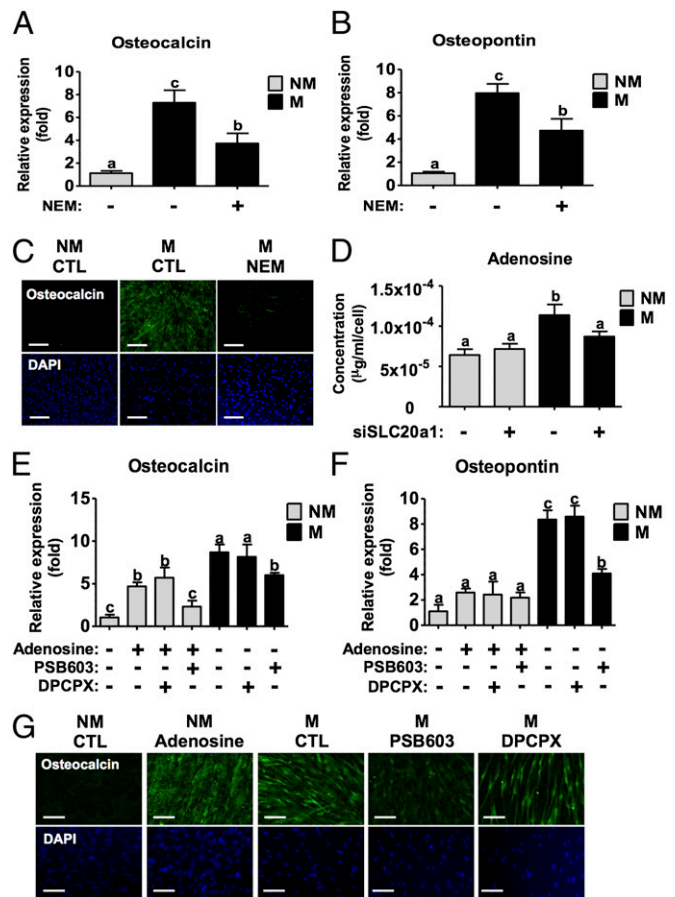 A
Osteocalcin
Relative expression
(fold)
10
8
6
4
2
0
a
c
b
NM
M
NEM:
-
-
+
B
Osteopontin
Relative expression
(fold)
10
8
6
4
2
0
a
c
b
NM
M
NEM:
-
-
+
C
NM CTL
M CTL
M NEM
Osteocalcin
DAPI
D
Adenosine
Concentration
(µg/ml/cell)
1.5x10-4
1.0x10-4
5x10-5
0
a
a
b
a
NM
M
siSLC20a1:
- + - +
E
Osteocalcin
Relative expression
(fold)
15
10
5
0
c b b c a a b
NM
M
Adenosine: - + + + - - -
PSB603: - - - + - - +
DPCPX: - - + - - + -
F
Osteopontin
Relative expression
(fold)
10
8
6
4
2
0
a a a a c c b
NM
M
Adenosine: - + + + - - -
PSB603: - - - + - - +
DPCPX: - - + - - + -
G
NM CTL
NM Adenosine
M CTL
M PSB603
M DPCPX
Osteocalcin
DAPI